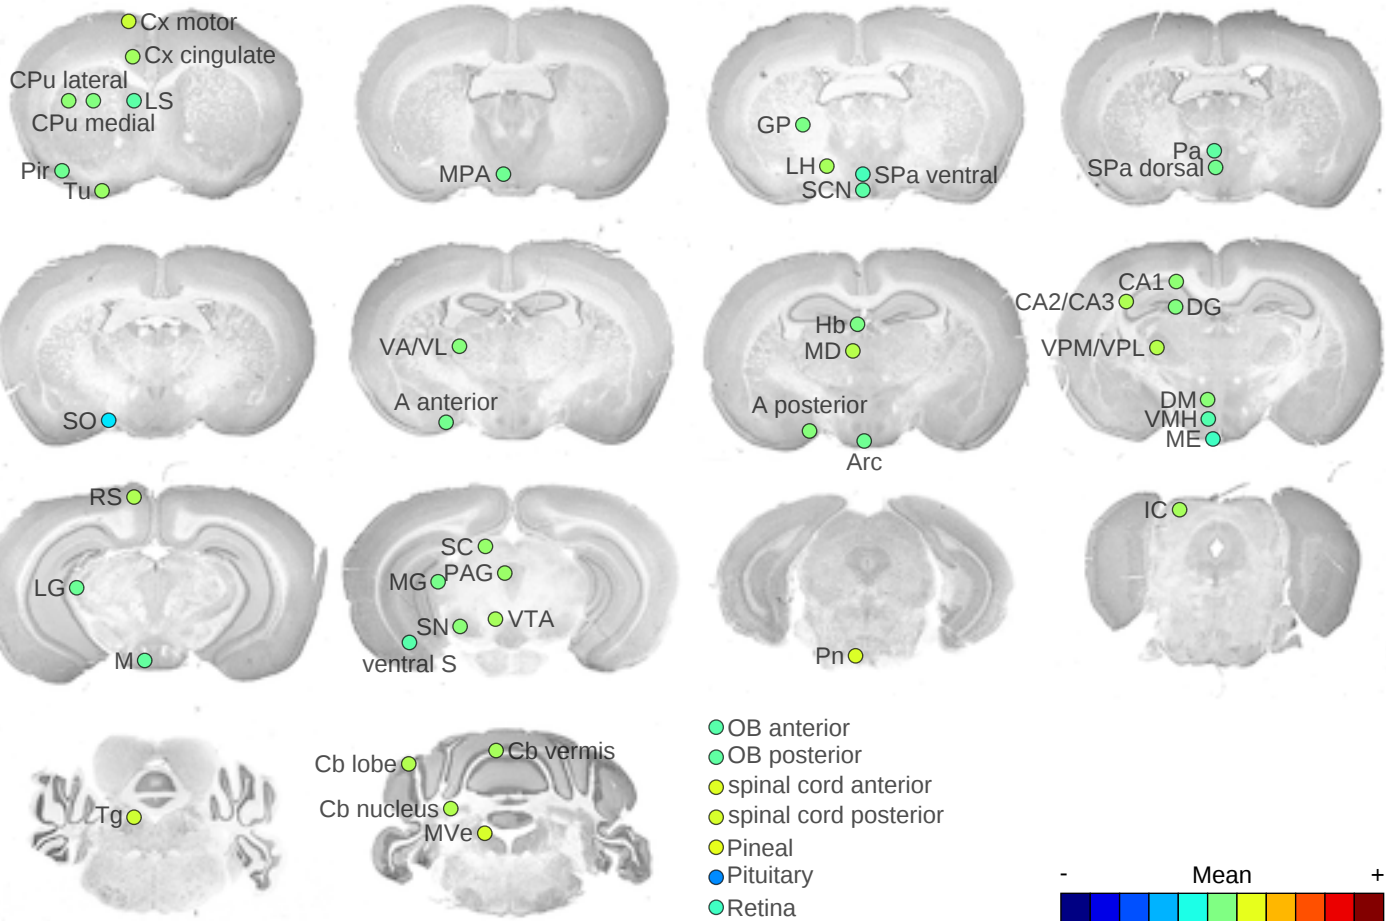 Cx motor
Cx cingulate
CPu lateral
LS
CPu medial
Pir
Tu
MPA
GP
LH
SPa ventral
SCN
Pa
SPa dorsal
SO
VA/VL
A anterior
Hb
MD
A posterior
Arc
CA1
CA2/CA3
DG
VPM/VPL
DM
VMH
ME
RS
LG
M
SC
PAG
MG
VTA
SN
ventral S
Pn
IC
Tg
Cb vermis
Cb lobe
Cb nucleus
MVe
OB anterior
OB posterior
spinal cord anterior
spinal cord posterior
Pineal
Pituitary
Retina
- Mean +